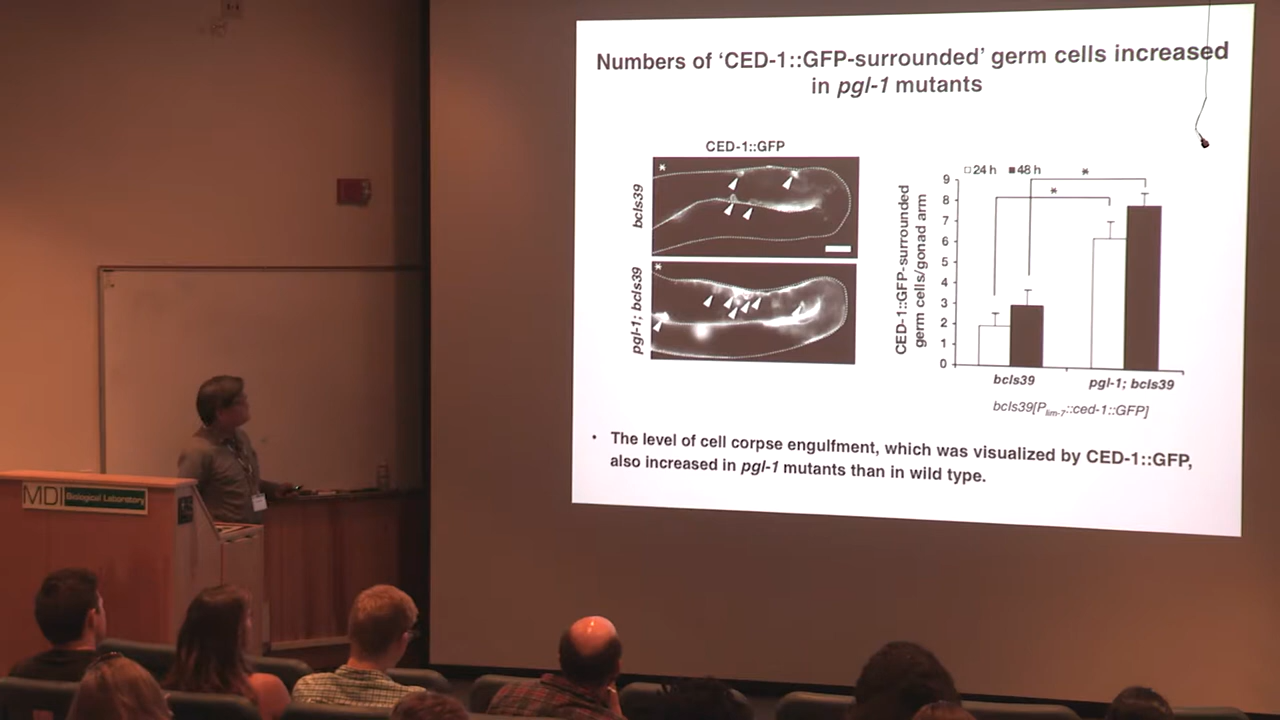 Numbers of ‘CED-1::GFP-surrounded’ germ cells increased
in pgl-1 mutants
CED-1::GFP
*
bcIs39
*
pgl-1; bcIs39
24 h 48 h
*
*
CED-1::GFP-surrounded
germ cells/gonad arm
9
8
7
6
5
4
3
2
1
0
bcIs39
pgl-1; bcIs39
bcIs39[Plim-7::ced-1::GFP]
• The level of cell corpse engulfment, which was visualized by CED-1::GFP,
also increased in pgl-1 mutants than in wild type.
MDI Biological Laboratory